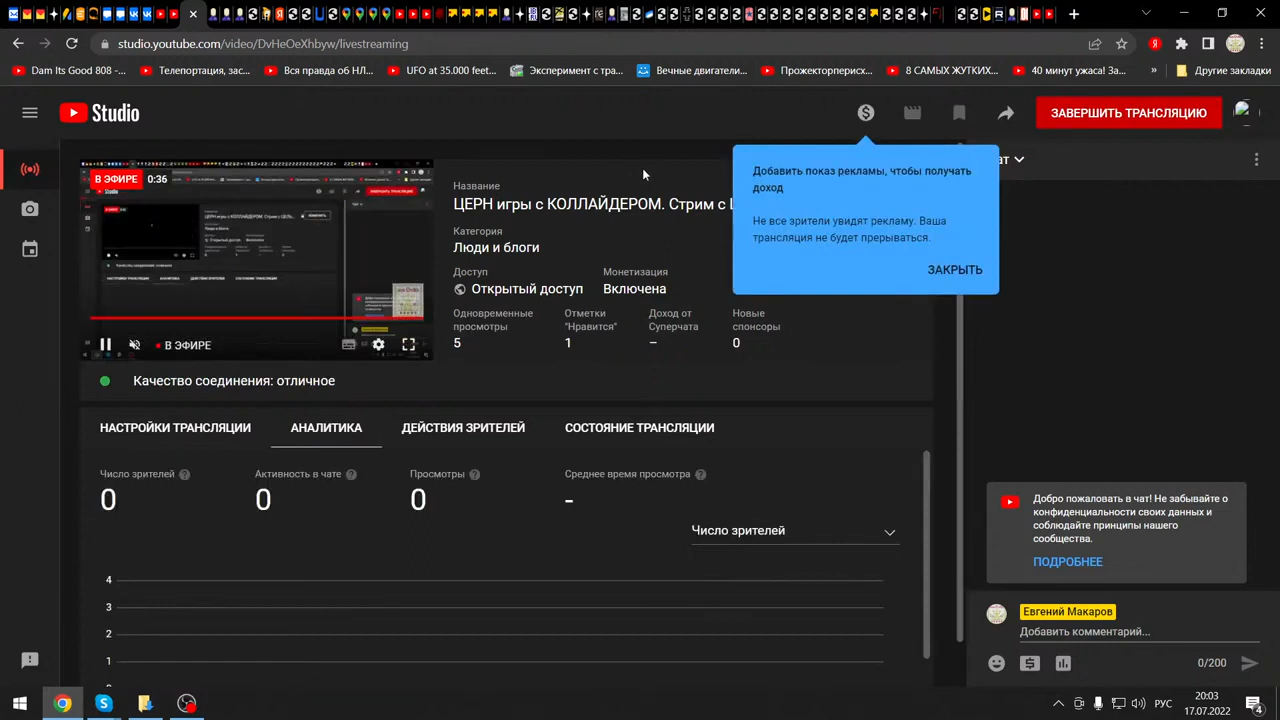 studio.youtube.com/video/DvHeOeXhbyw/livestreaming
Dam Its Good 808 -...
Телепортация, зас...
Вся правда об НЛ...
UFO at 35.000 feet...
Эксперимент с тра...
Вечные двигатели...
Прожекторперисх...
8 САМЫХ ЖУТКИХ...
40 минут ужаса! За...
»
Другие закладки
Studio
ЗАВЕРШИТЬ ТРАНСЛЯЦИЮ
В ЭФИРЕ 0:36
В ЭФИРЕ
Название
ЦЕРН игры с КОЛЛАЙДЕРОМ. Стрим с
Категория
Люди и блоги
Доступ
Открытый доступ
Монетизация
Включена
Одновременные
просмотры
5
Отметки
"Нравится"
1
Доход от
Суперчата
–
Новые
спонсоры
0
Добавить показ рекламы, чтобы получать
доход
Не все зрители увидят рекламу. Ваша
трансляция не будет прерываться.
ЗАКРЫТЬ
Качество соединения: отличное
НАСТРОЙКИ ТРАНСЛЯЦИИ
АНАЛИТИКА
ДЕЙСТВИЯ ЗРИТЕЛЕЙ
СОСТОЯНИЕ ТРАНСЛЯЦИИ
Число зрителей
0
Активность в чате
0
Просмотры
0
Среднее время просмотра
-
Число зрителей
4
3
2
1
Добро пожаловать в чат! Не забывайте о
конфиденциальности своих данных и
соблюдайте принципы нашего
сообщества.
ПОДРОБНЕЕ
Евгений Макаров
Добавить комментарий...
0/200
РУС
20:03
17.07.2022
4